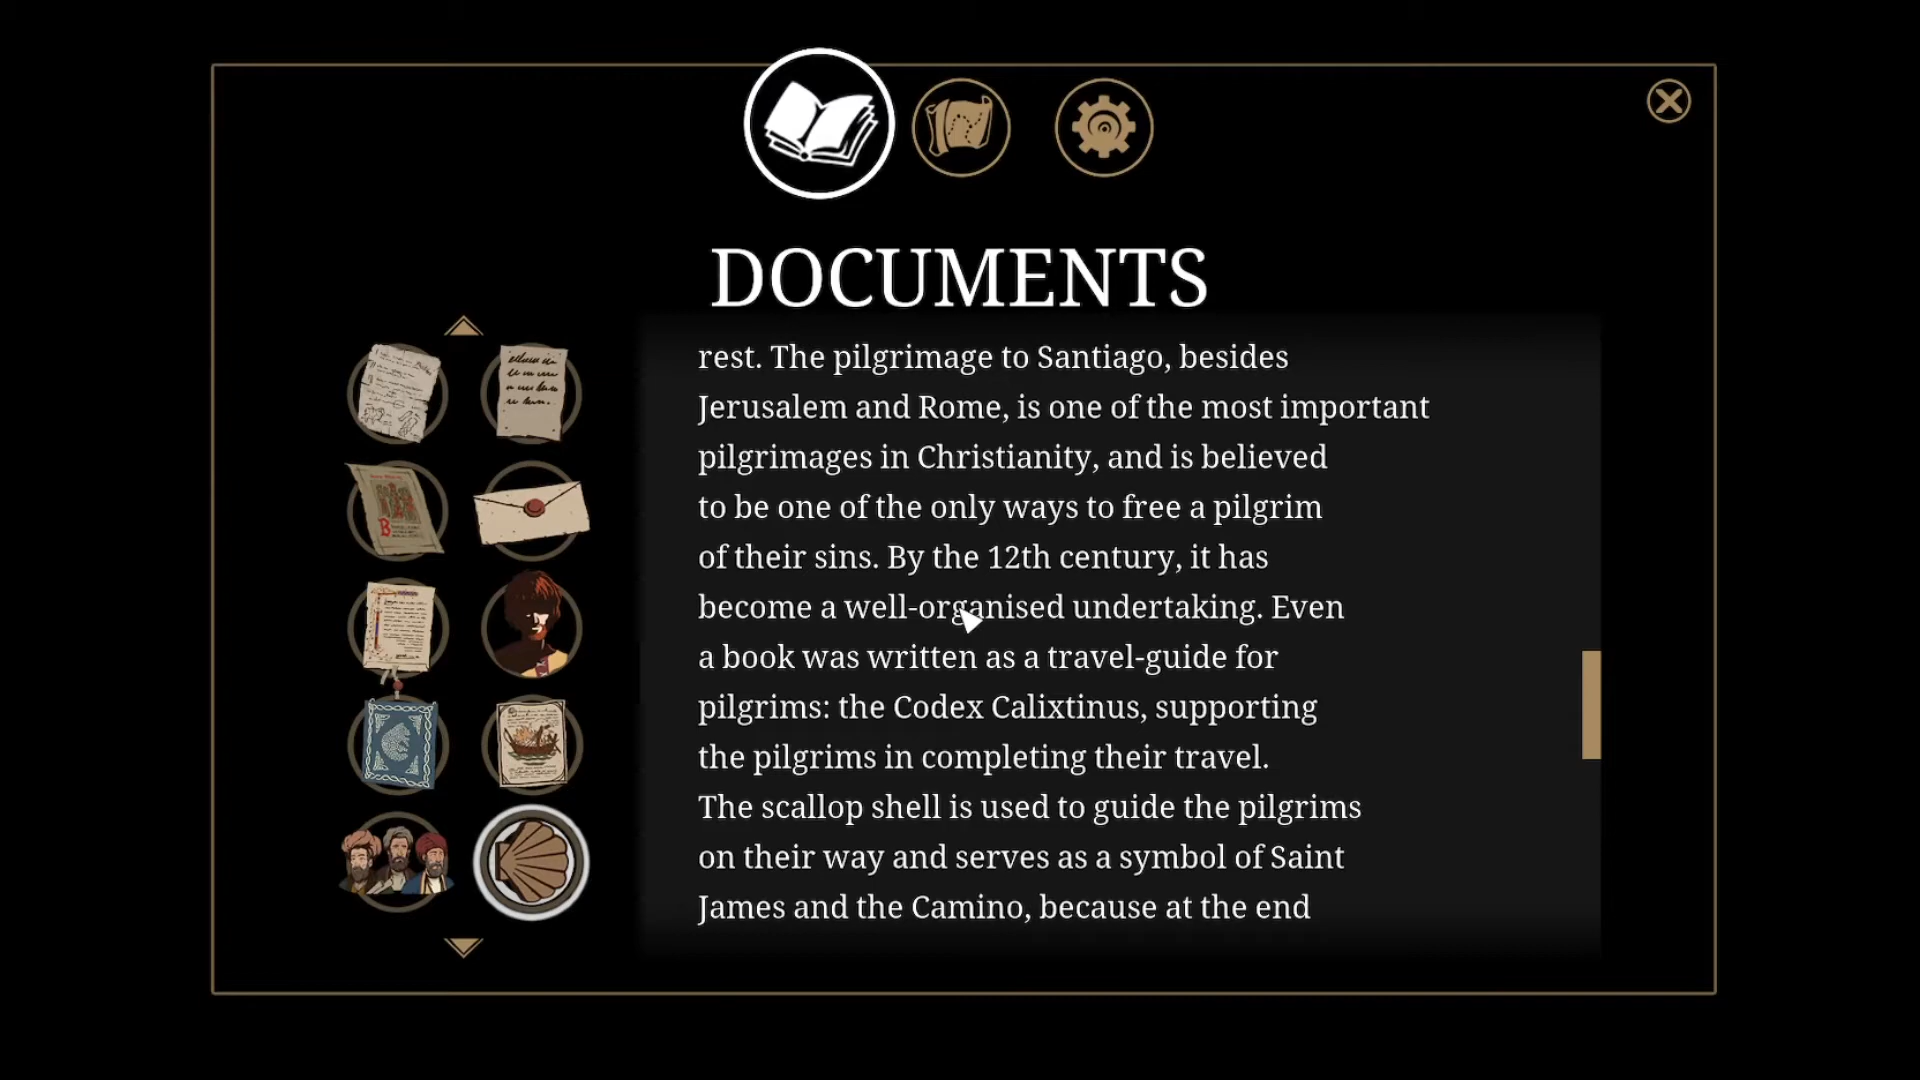 DOCUMENTS
rest. The pilgrimage to Santiago, besides
Jerusalem and Rome, is one of the most important
pilgrimages in Christianity, and is believed
to be one of the only ways to free a pilgrim
of their sins. By the 12th century, it has
become a well-organised undertaking. Even
a book was written as a travel-guide for
pilgrims: the Codex Calixtinus, supporting
the pilgrims in completing their travel.
The scallop shell is used to guide the pilgrims
on their way and serves as a symbol of Saint
James and the Camino, because at the end